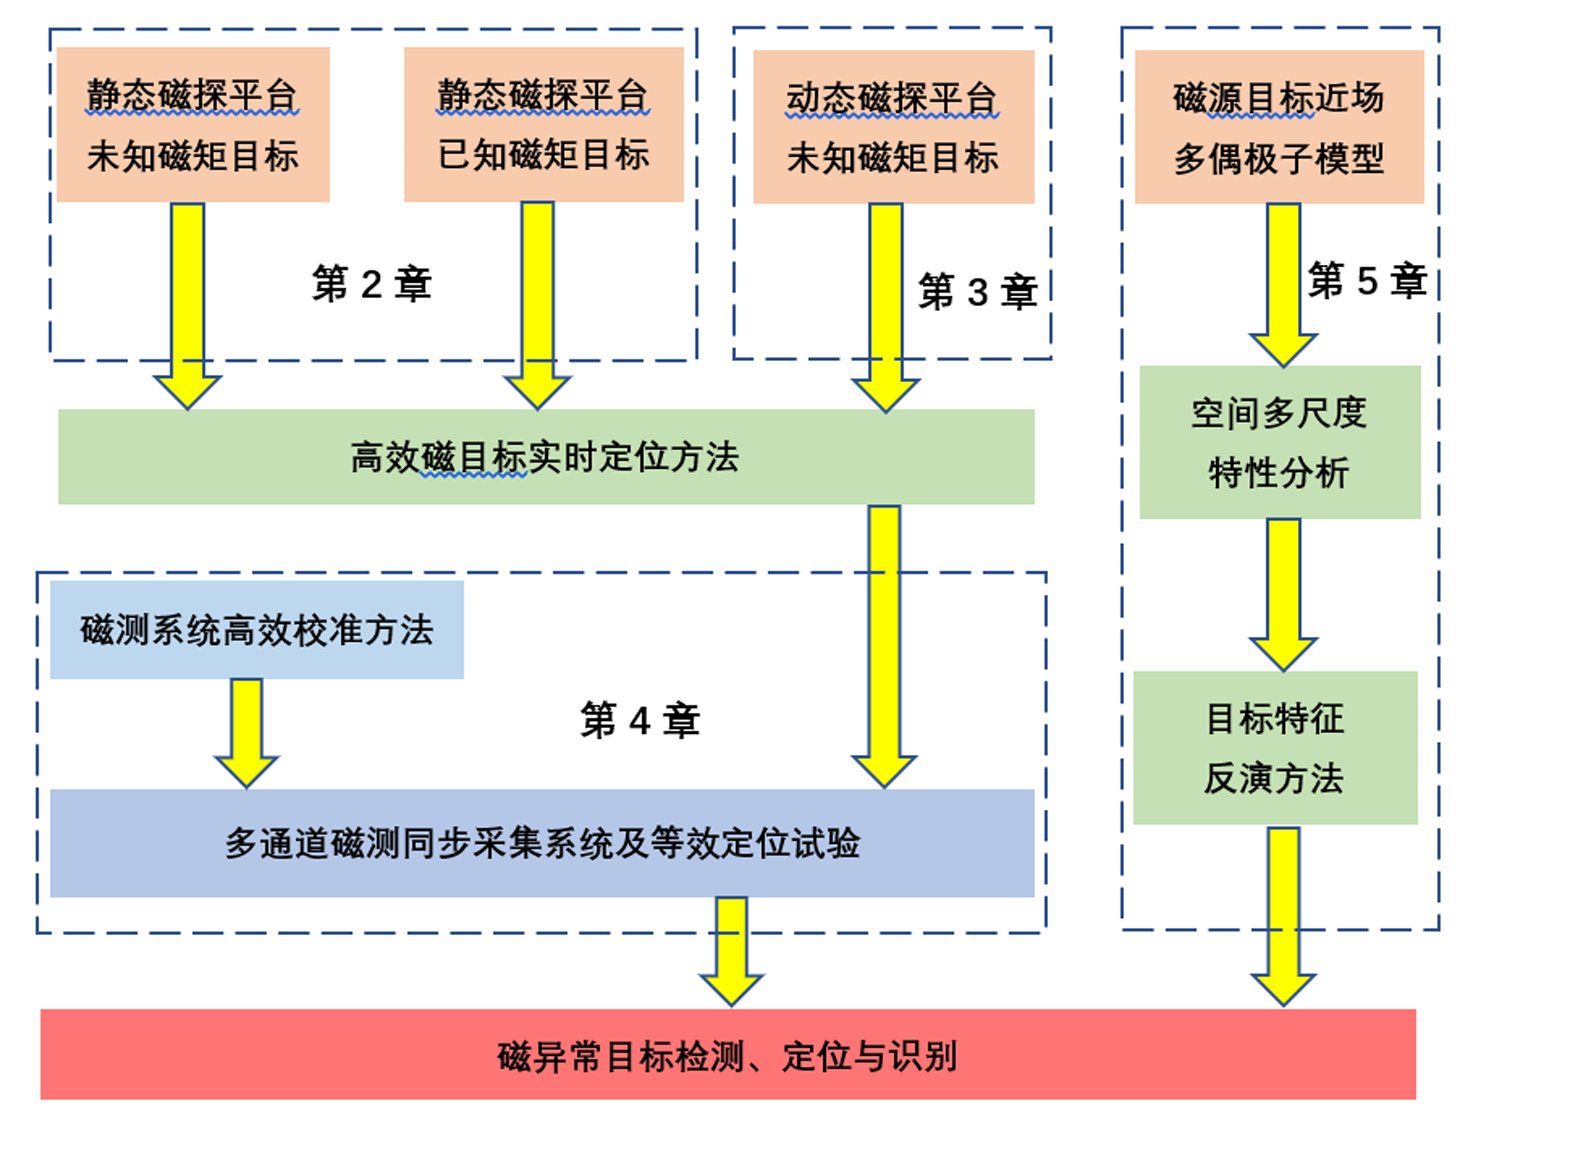 静态磁探平台
未知磁矩目标
静态磁探平台
已知磁矩目标
第 2 章
动态磁探平台
未知磁矩目标
第 3 章
磁源目标近场
多偶极子模型
第 5 章
高效磁目标实时定位方法
空间多尺度
特性分析
磁测系统高效校准方法
第 4 章
目标特征
反演方法
多通道磁测同步采集系统及等效定位试验
磁异常目标检测、定位与识别